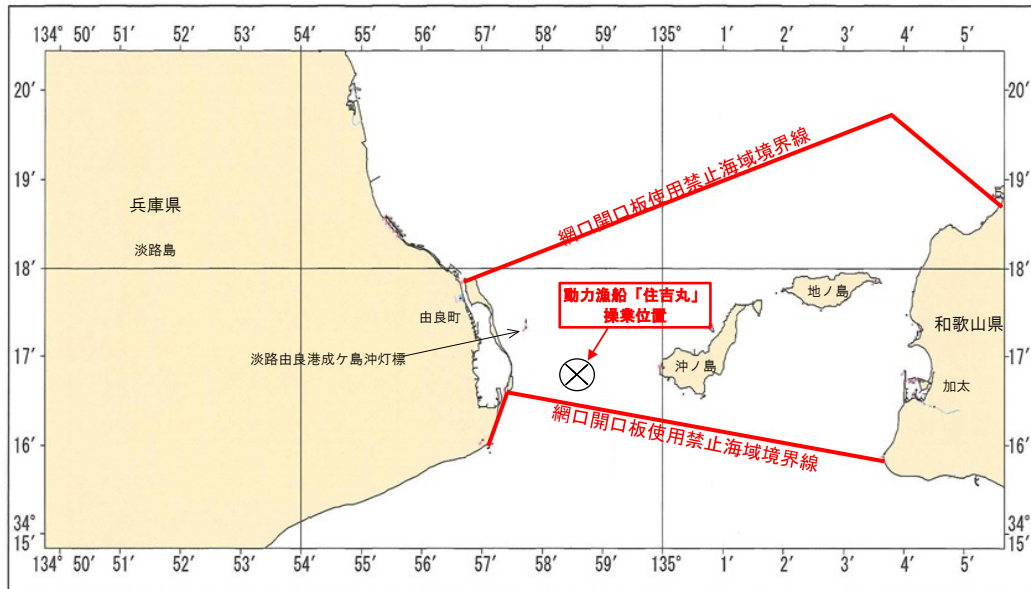 134° 50′ 51′ 52′ 53′ 54′ 55′ 56′ 57′ 58′ 59′ 135° 1′ 2′ 3′ 4′ 5′
20′ 20′
網口開口板使用禁止海域境界線
19′ 19′
兵庫県
淡路島
18′ 18′
動力漁船「住吉丸」
操業位置
地ノ島
由良町
和歌山県
淡路由良港成ケ島沖灯標
17′ 17′
沖ノ島
加太
網口開口板使用禁止海域境界線
16′ 16′
34° 34°
15′ 15′
134° 50′ 51′ 52′ 53′ 54′ 55′ 56′ 57′ 58′ 59′ 135° 1′ 2′ 3′ 4′ 5′